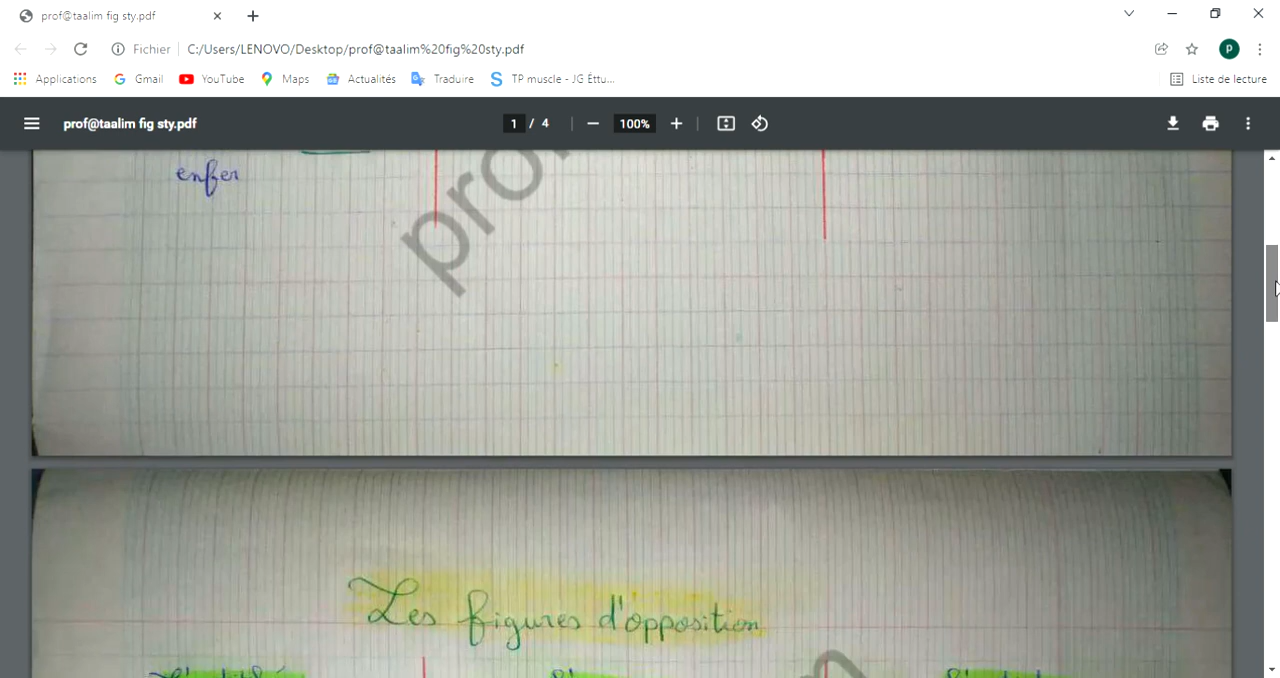 prof@taalim fig sty.pdf
Fichier
C:/Users/LENOVO/Desktop/prof@taalim%20fig%20sty.pdf
P
Applications
Gmail
YouTube
Maps
Actualités
Traduire
TP muscle - JG Éttu...
Liste de lecture
prof@taalim fig sty.pdf
1 / 4
100%
enfer
pro
Les figures d'opposition